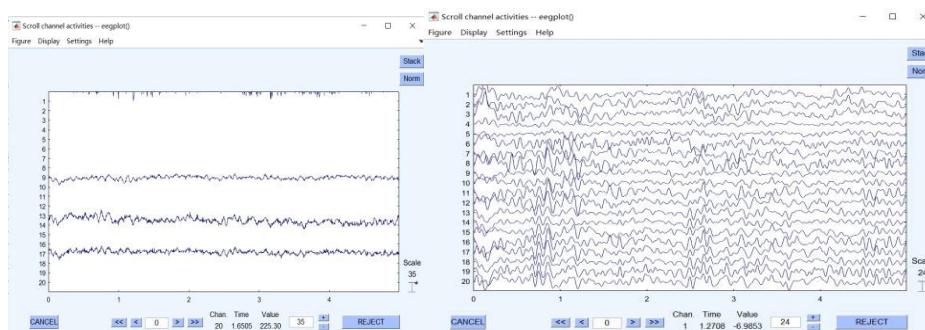 Scroll channel activities -- eegplot()
Figure Display Settings Help
Stack
Norm
1
2
3
4
5
6
7
8
9
10
11
12
13
14
15
16
17
18
19
20
0 1 2 3 4
Scale
35
+
-
CANCEL << < 0 > >> Chan Time Value
20 1.6505 225.30 35 + - REJECT
Scroll channel activities -- eegplot()
Figure Display Settings Help
Stac
Nor
1
2
3
4
5
6
7
8
9
10
11
12
13
14
15
16
17
18
19
20
0 1 2 3 4
Sca
24
CANCEL << < 0 > >> Chan Time Value
1 1.2708 -6.9853 24 + - REJECT